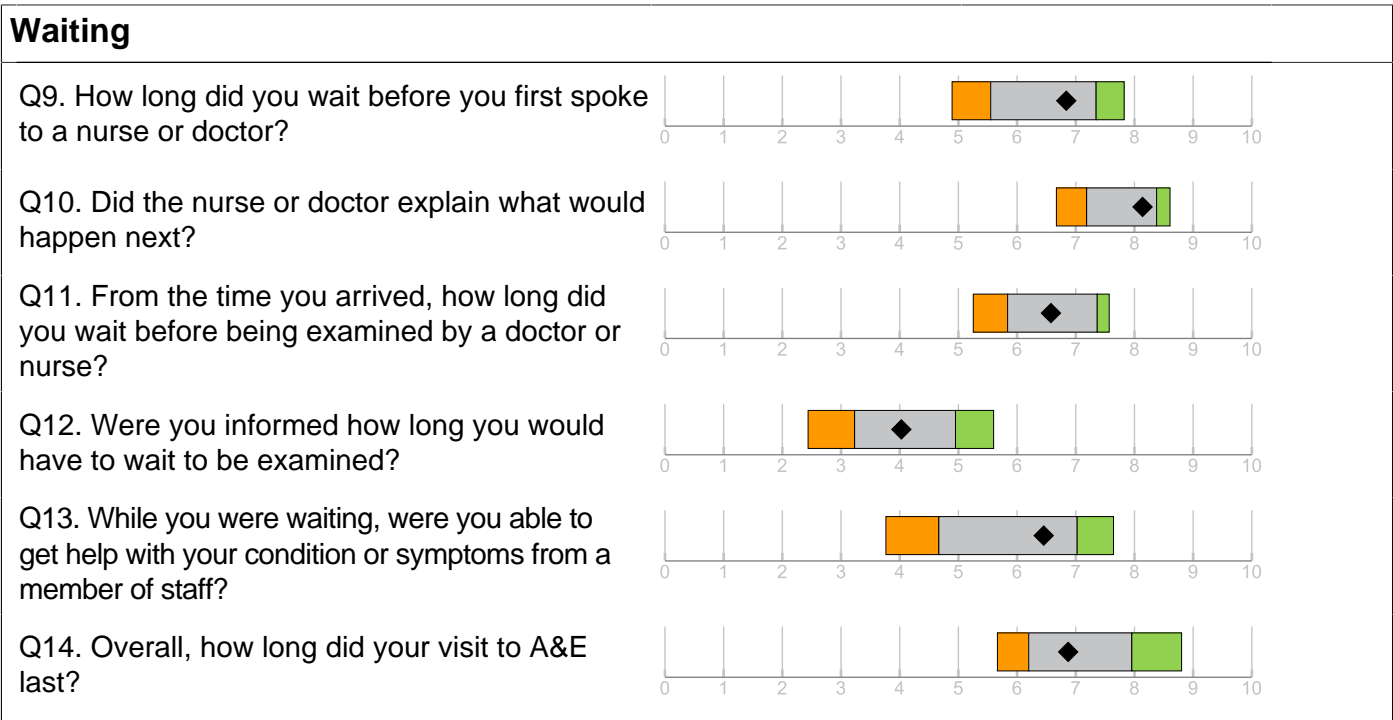 Waiting
Q9. How long did you wait before you first spoke
to a nurse or doctor?
0 1 2 3 4 5 6 7 8 9 10
Q10. Did the nurse or doctor explain what would
happen next?
0 1 2 3 4 5 6 7 8 9 10
Q11. From the time you arrived, how long did
you wait before being examined by a doctor or
nurse?
0 1 2 3 4 5 6 7 8 9 10
Q12. Were you informed how long you would
have to wait to be examined?
0 1 2 3 4 5 6 7 8 9 10
Q13. While you were waiting, were you able to
get help with your condition or symptoms from a
member of staff?
0 1 2 3 4 5 6 7 8 9 10
Q14. Overall, how long did your visit to A&E
last?
0 1 2 3 4 5 6 7 8 9 10